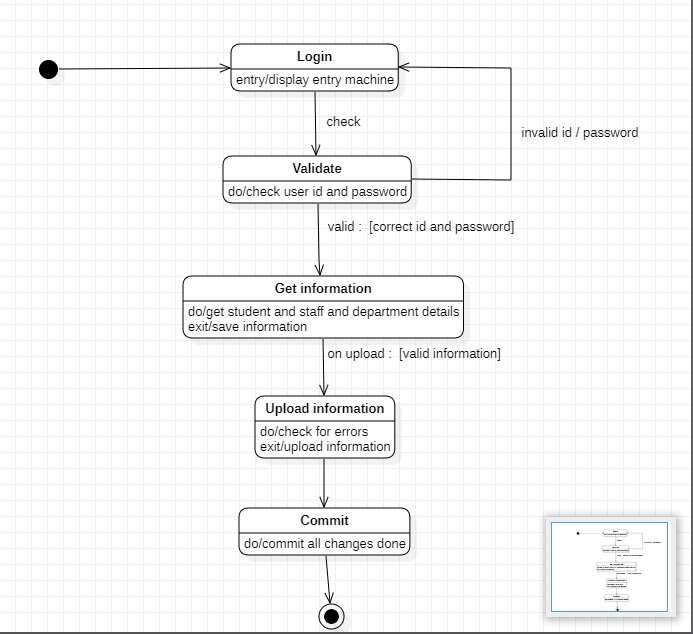 Login
entry/display entry machine
check
invalid id / password
Validate
do/check user id and password
valid :  [correct id and password]
Get information
do/get student and staff and department details
exit/save information
on upload :  [valid information]
Upload information
do/check for errors
exit/upload information
Commit
do/commit all changes done